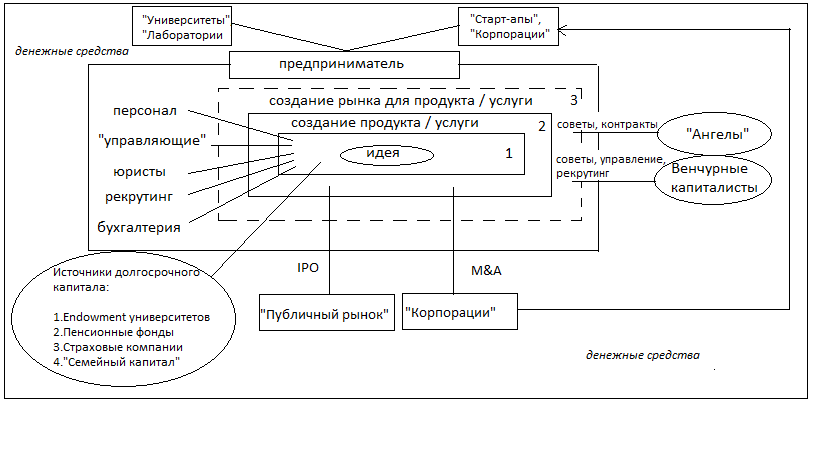 "Университеты"
"Лаборатории
"Старт-апы",
"Корпорации"
денежные средства
предприниматель
создание рынка для продукта / услуги 3
создание продукта / услуги 2
идея 1
персонал
"управляющие"
юристы
рекрутинг
бухгалтерия
советы, контракты
"Ангелы"
советы, управление,
рекрутинг
Венчурные
капиталисты
Источники долгосрочного
капитала:
1.Endowment университетов
2.Пенсионные фонды
3.Страховые компании
4."Семейный капитал"
IPO
M&A
"Публичный рынок"
"Корпорации"
денежные средства